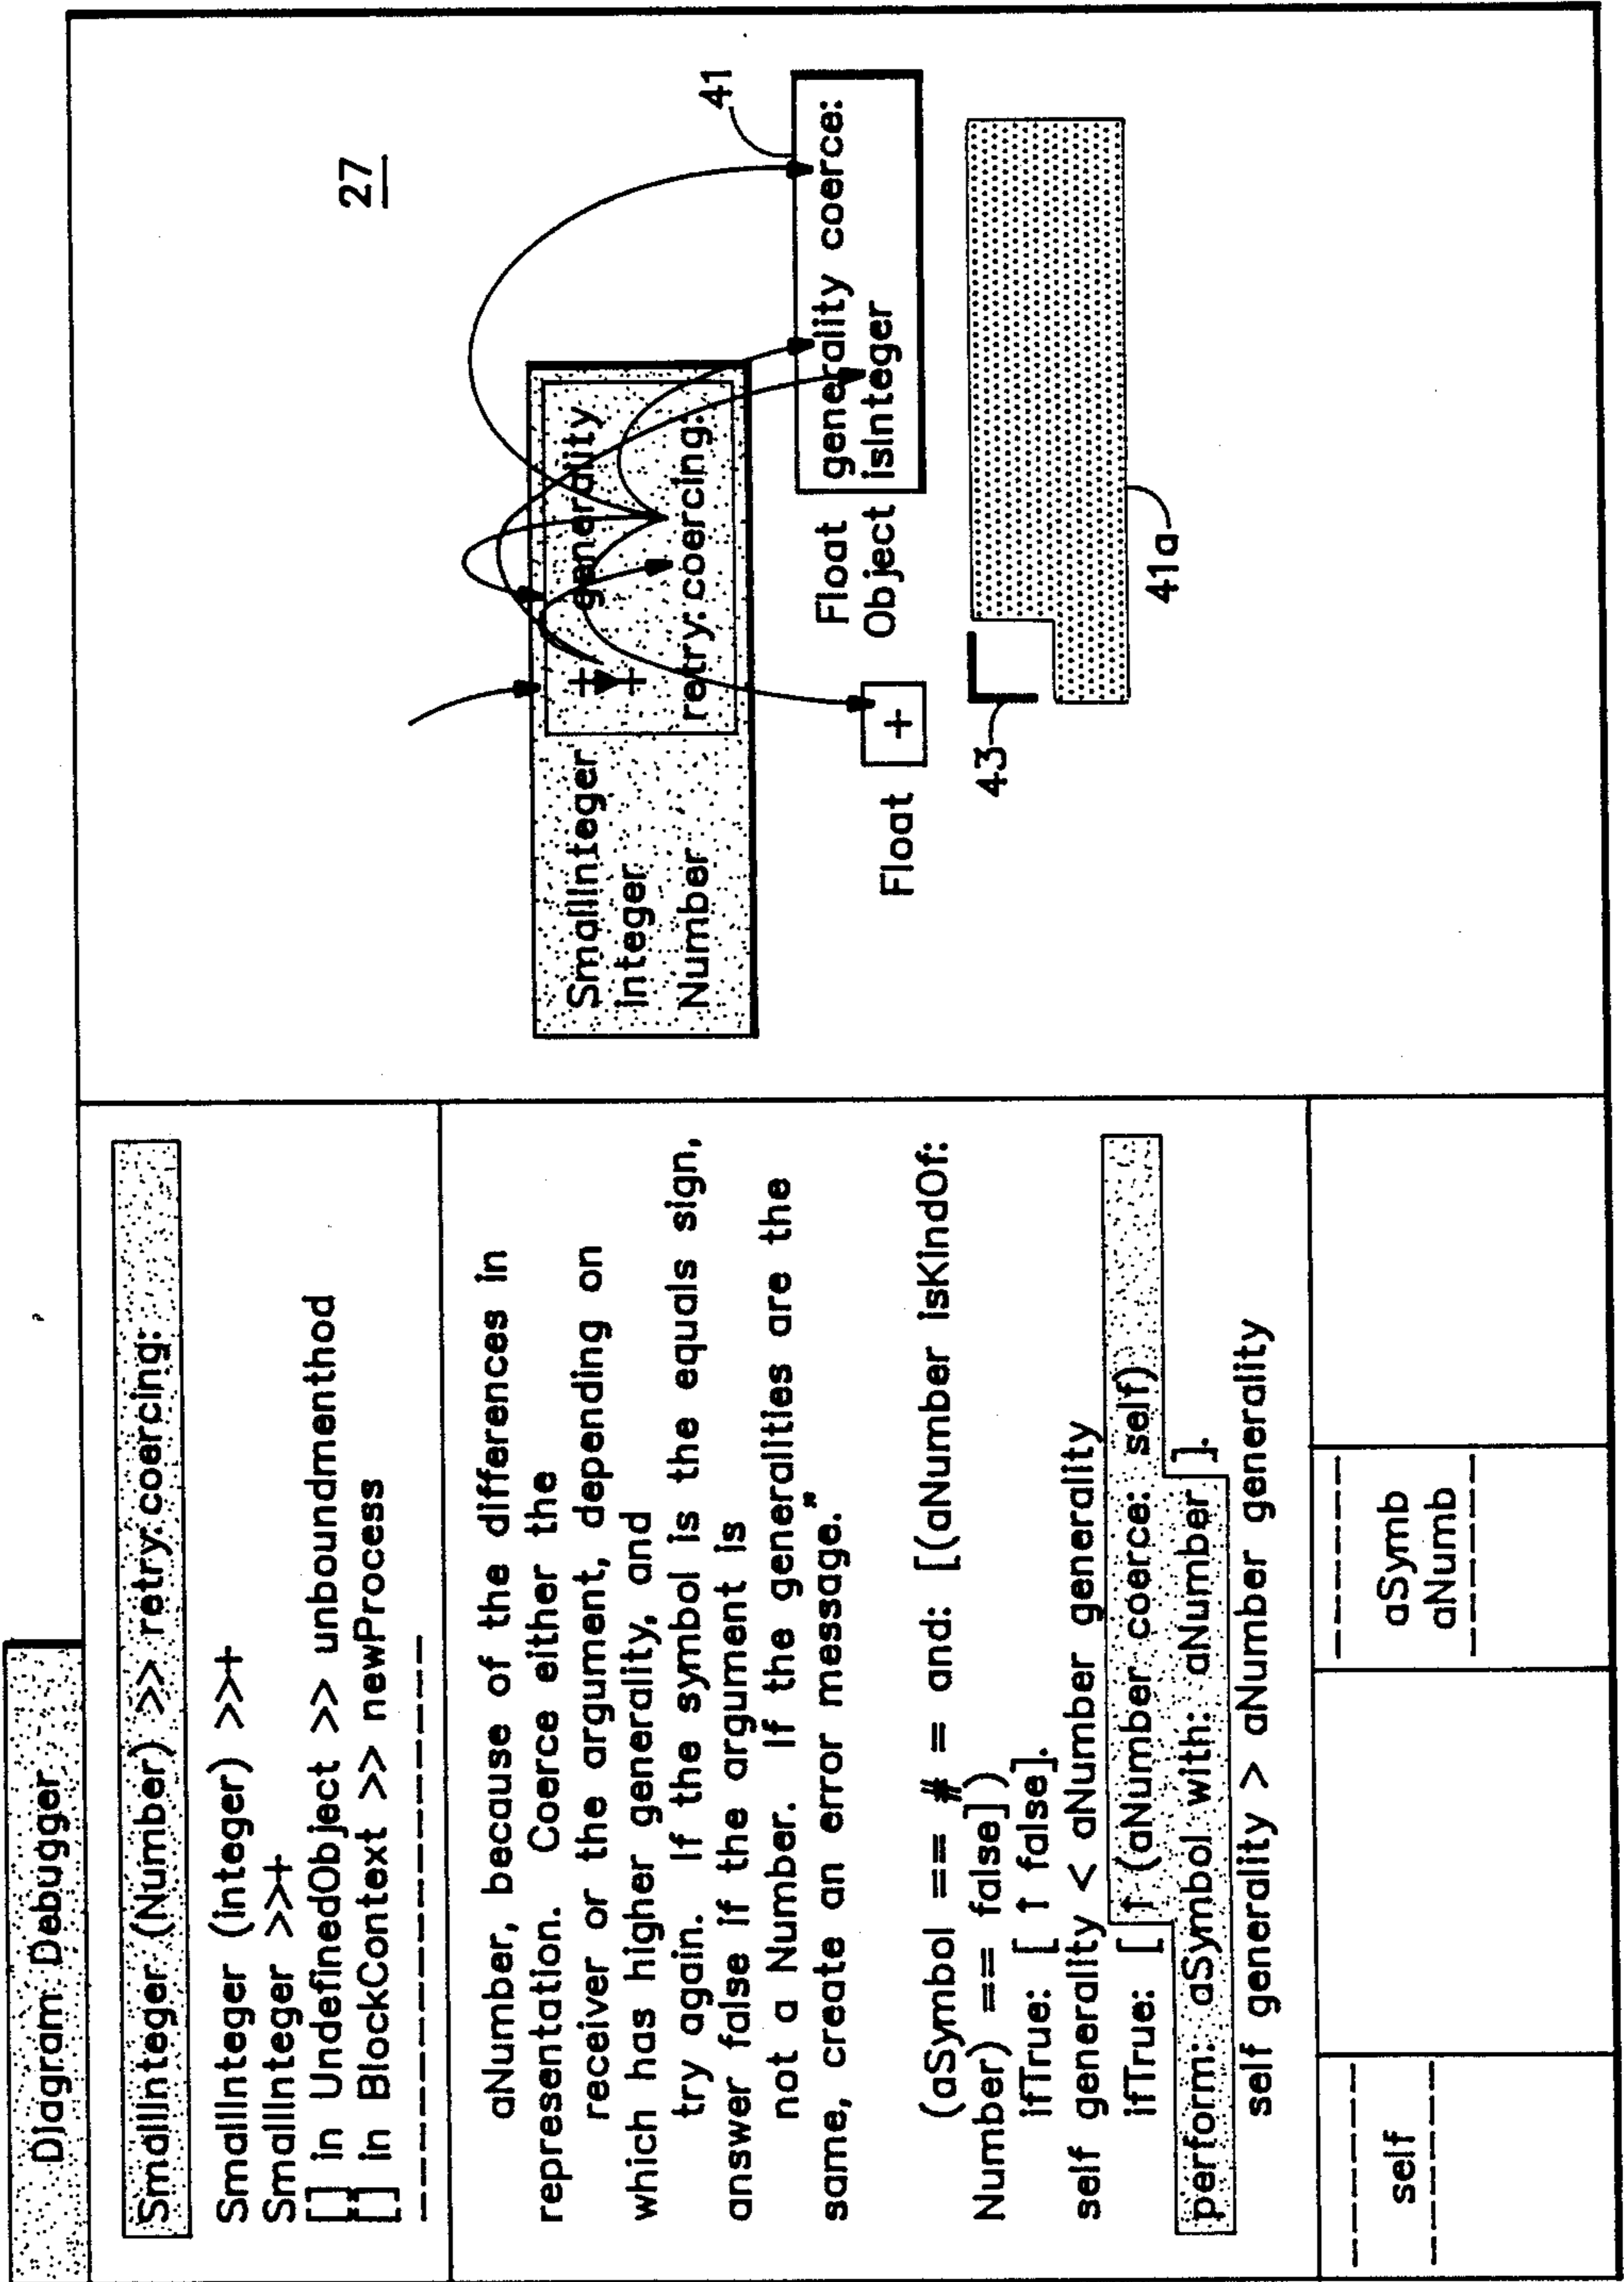 Diagram Debugger
SmallInteger (Number) >> retry:coercing:
SmallInteger (integer) >>+
SmallInteger >>+
[] in UndefinedObject >> unboundmenthod
[] in BlockContext >> newProcess
aNumber, because of the differences in
representation. Coerce either the
receiver or the argument, depending on
which has higher generality, and
try again. If the symbol is the equals sign,
answer false if the argument is
not a Number. If the generalities are the
same, create an error message."
(aSymbol == # = and: [(aNumber isKindOf:
Number) == false])
ifTrue: [ ↑ false].
self generality < aNumber generality
ifTrue: [ ↑ (aNumber coerce: self)
perform: aSymbol with: aNumber ].
self generality > aNumber generality
self
aSymb
aNumb
27
SmallInteger + generality
integer +
Number retry:coercing:
41
Float + 
Float generality coerce:
Object isInteger
43
41a